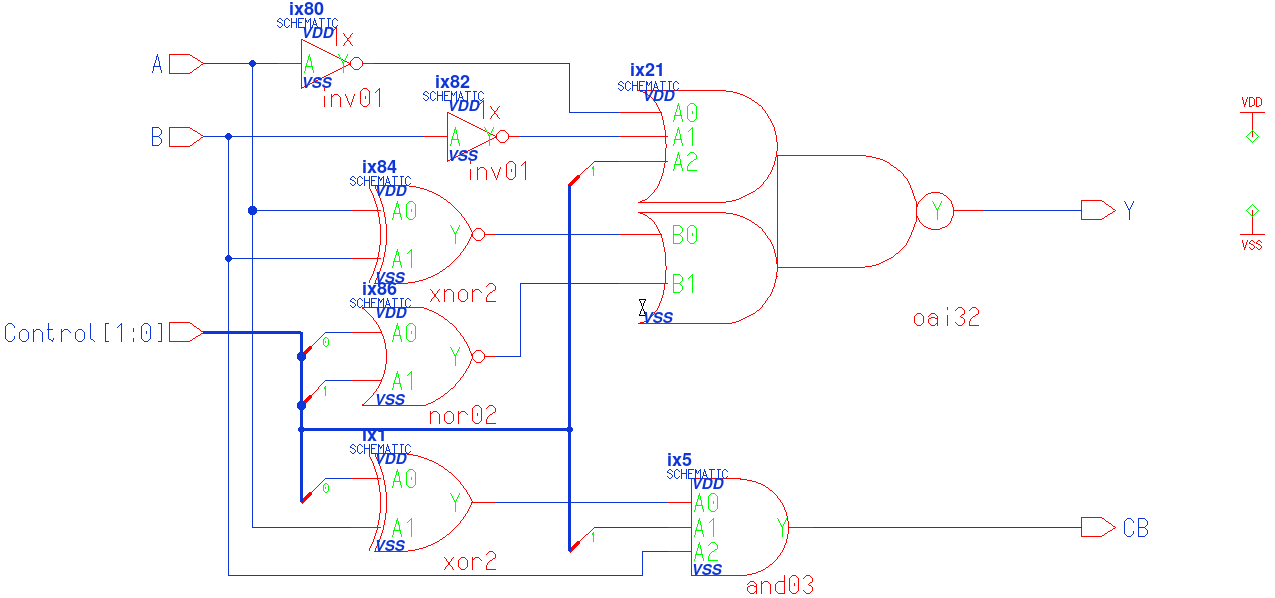 ix80
SCHEMATIC
VDD
1x
A
A
Y
VSS
inv01
ix82
SCHEMATIC
VDD
1x
B
A
Y
VSS
inv01
ix21
SCHEMATIC
VDD
A0
A1
A2
1
B0
B1
VSS
Y
Y
oai32
VDD
VSS
ix84
SCHEMATIC
VDD
A0
Y
A1
VSS
xnor2
ix86
SCHEMATIC
VDD
Control[1:0]
0
A0
Y
1
A1
VSS
nor02
ix1
SCHEMATIC
VDD
0
A0
Y
A1
VSS
xor2
ix5
SCHEMATIC
VDD
A0
1
A1
Y
A2
VSS
and03
CB